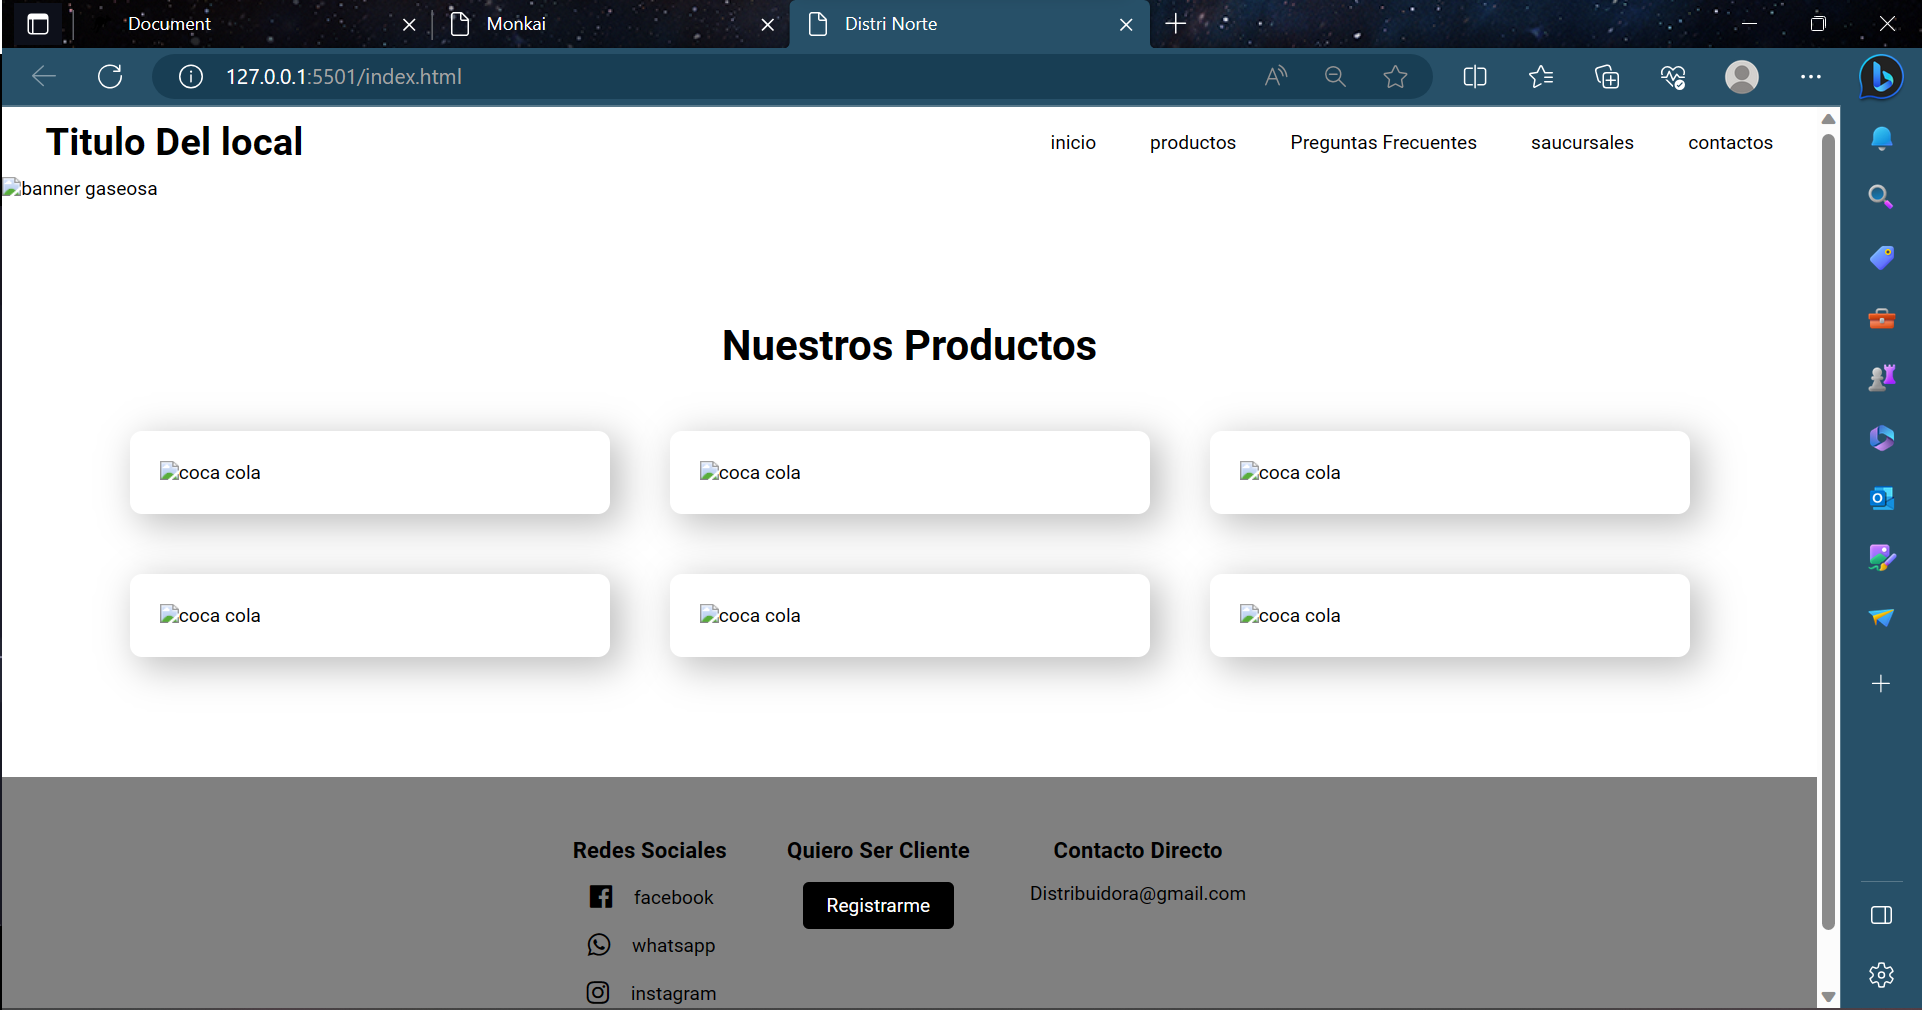 Document
Monkai
Distri Norte
127.0.0.1:5501/index.html
Titulo Del local
inicio productos Preguntas Frecuentes saucursales contactos
banner gaseosa
Nuestros Productos
coca cola coca cola coca cola
coca cola coca cola coca cola
Redes Sociales Quiero Ser Cliente Contacto Directo
facebook Registrarme Distribuidora@gmail.com
whatsapp
instagram